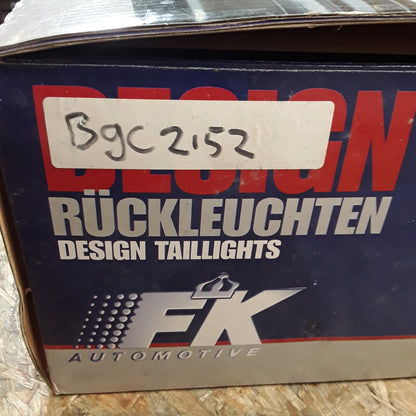 DESIGN
BgC 2152
RÜCKLEUCHTEN
DESIGN TAILLIGHTS
FK
AUTOMOTIVE